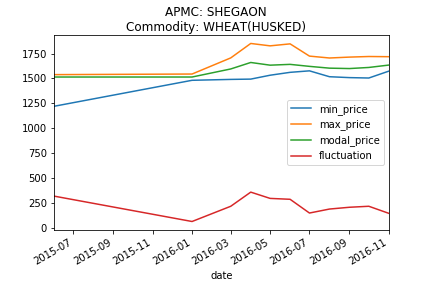 APMC: SHEGAON
Commodity: WHEAT(HUSKED)
1750
1500
1250
1000
750
500
250
0
min_price
max_price
modal_price
fluctuation
2015-07
2015-09
2015-11
2016-01
2016-03
2016-05
2016-07
2016-09
2016-11
date